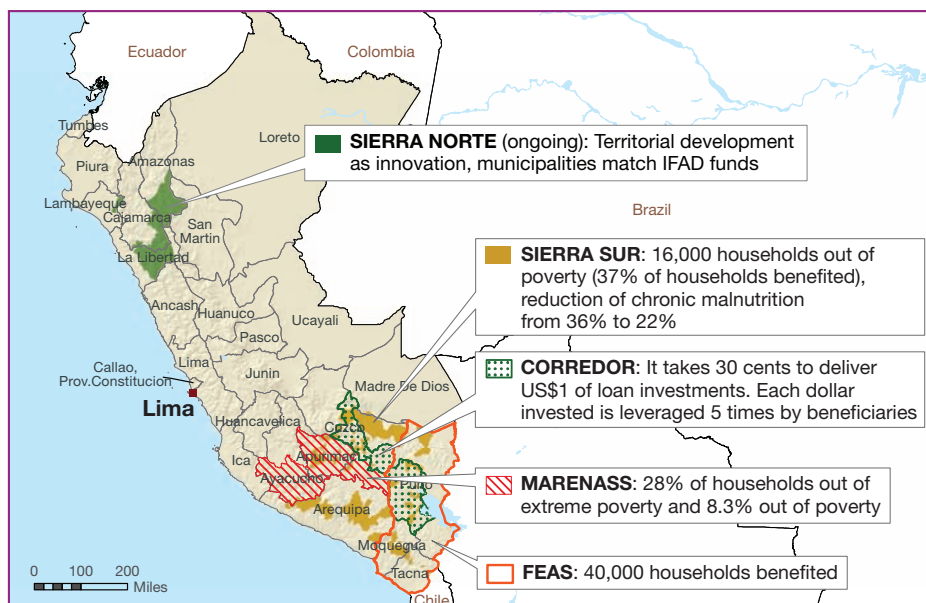 Ecuador
Colombia
Tumbes
Loreto
Piura
Amazonas
SIERRA NORTE (ongoing): Territorial development
as innovation, municipalities match IFAD funds
Lambayeque
Cajamarca
San
Martin
Brazil
La Libertad
SIERRA SUR: 16,000 households out of
poverty (37% of households benefited),
reduction of chronic malnutrition
from 36% to 22%
Ancash
Huanuco
Ucayali
Pasco
Callao,
Prov.Constitucion
Lima
Junin
Madre De Dios
CORREDOR: It takes 30 cents to deliver
US$1 of loan investments. Each dollar
invested is leveraged 5 times by beneficiaries
Lima
Huancavelica
Cuzco
Ica
Apurimac
Ayacucho
Puno
MARENASS: 28% of households out of
extreme poverty and 8.3% out of poverty
Arequipa
Moquegua
FEAS: 40,000 households benefited
Tacna
Chile
0 100 200
Miles